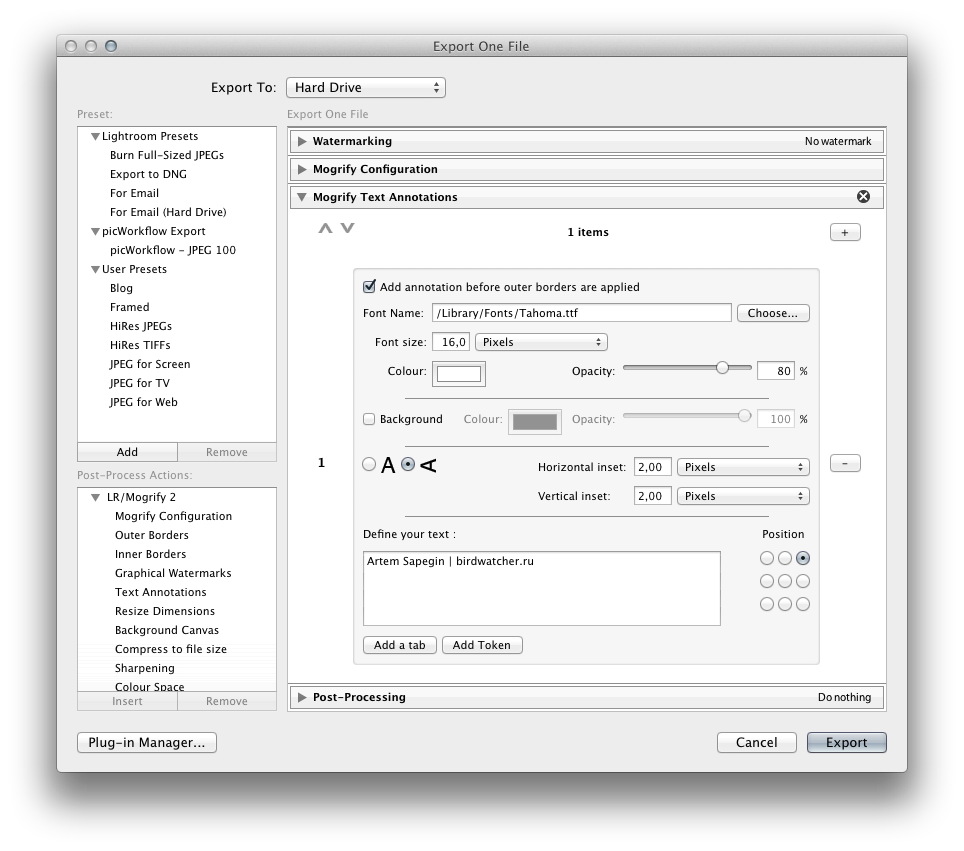 Export One File
Export To: Hard Drive
Preset:
Lightroom Presets
Burn Full-Sized JPEGs
Export to DNG
For Email
For Email (Hard Drive)
picWorkflow Export
picWorkflow - JPEG 100
User Presets
Blog
Framed
HiRes JPEGs
HiRes TIFFs
JPEG for Screen
JPEG for TV
JPEG for Web
Add Remove
Post-Process Actions:
LR/Mogrify 2
Mogrify Configuration
Outer Borders
Inner Borders
Graphical Watermarks
Text Annotations
Resize Dimensions
Background Canvas
Compress to file size
Sharpening
Colour Space
Insert Remove
Export One File
Watermarking No watermark
Mogrify Configuration
Mogrify Text Annotations
1 items +
Add annotation before outer borders are applied
Font Name: /Library/Fonts/Tahoma.ttf Choose...
Font size: 16,0 Pixels
Colour: Opacity: 80 %
Background Colour: Opacity: 100 %
1 A A Horizontal inset: 2,00 Pixels -
Vertical inset: 2,00 Pixels
Define your text : Position
Artem Sapegin | birdwatcher.ru
Add a tab Add Token
Post-Processing Do nothing
Plug-in Manager... Cancel Export